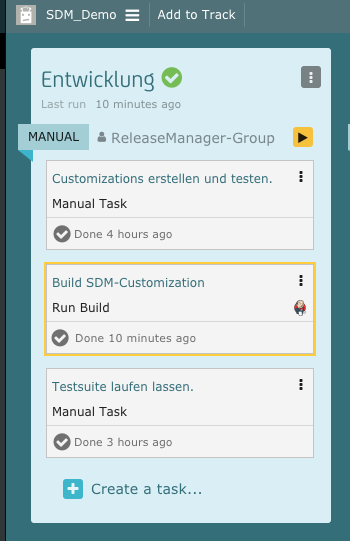 SDM_Demo Add to Track
Entwicklung
Last run 10 minutes ago
MANUAL ReleaseManager-Group
Customizations erstellen und testen.
Manual Task
Done 4 hours ago
Build SDM-Customization
Run Build
Done 10 minutes ago
Testsuite laufen lassen.
Manual Task
Done 3 hours ago
Create a task...